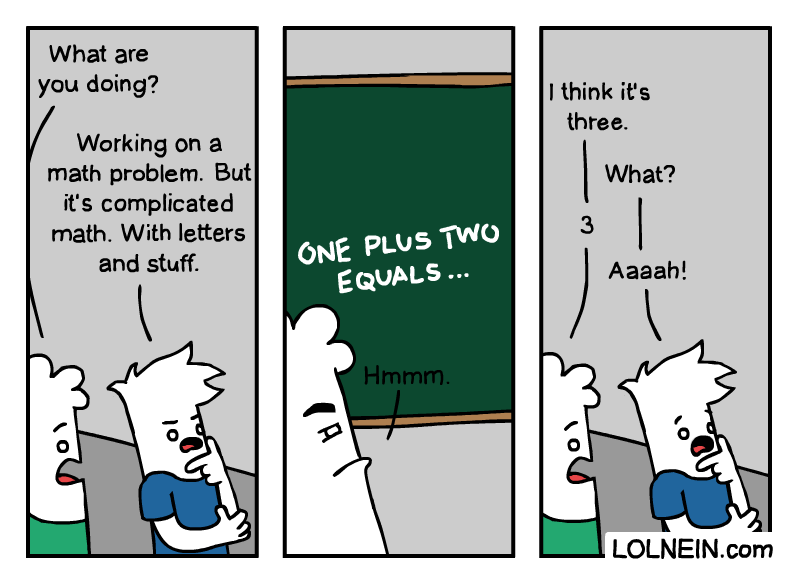 What are
you doing?
Working on a
math problem. But
it's complicated
math. With letters
and stuff.
ONE PLUS TWO
EQUALS...
Hmmm.
I think it's
three.
What?
3
Aaaah!
LOLNEIN.com